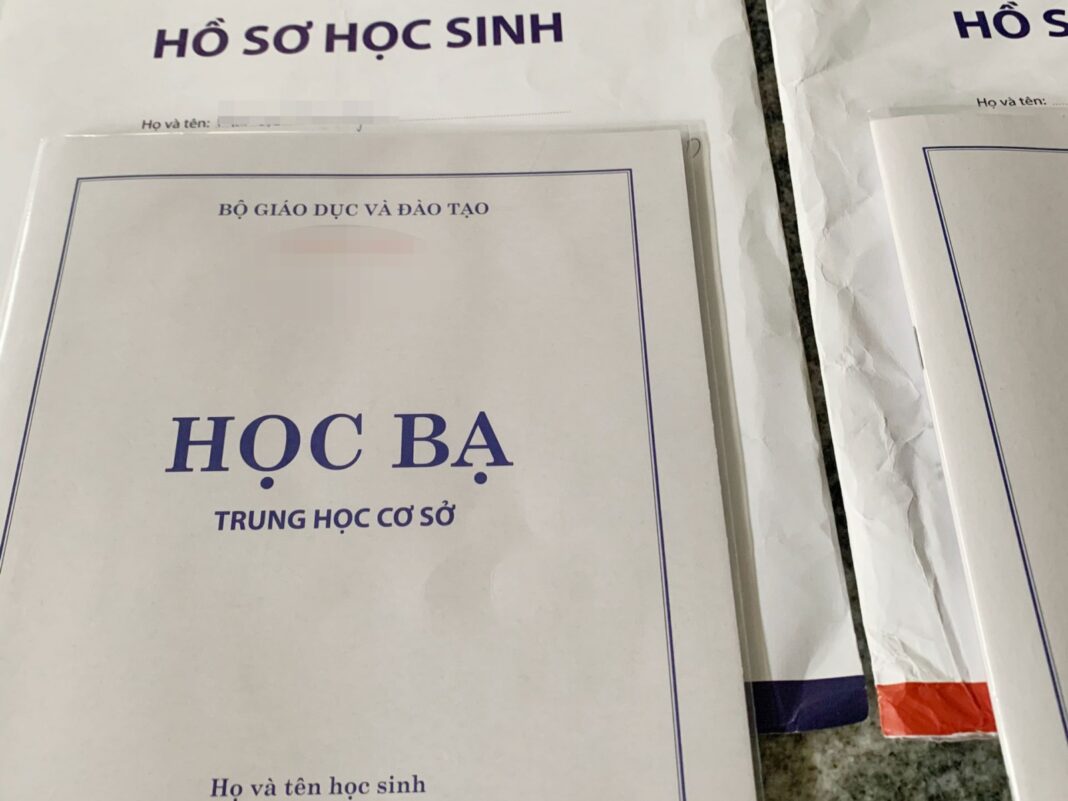 HỒ SƠ HỌC SINH
Họ và tên:
BỘ GIÁO DỤC VÀ ĐÀO TẠO
HỌC BẠ
TRUNG HỌC CƠ SỞ
Họ và tên học sinh
HỒ S
Họ và tên: